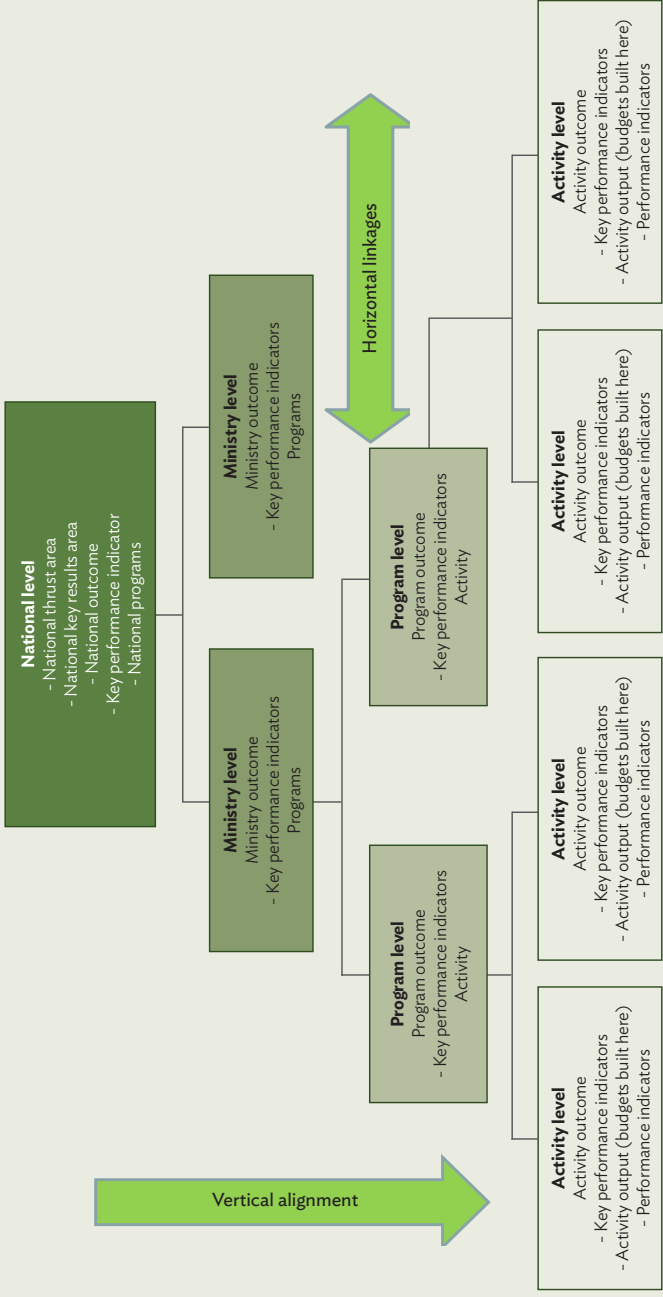 National level
- National thrust area
- National key results area
- National outcome
- Key performance indicator
- National programs
Ministry level
Ministry outcome
- Key performance indicators
Programs
Ministry level
Ministry outcome
- Key performance indicators
Programs
Horizontal linkages
Vertical alignment
Program level
Program outcome
- Key performance indicators
Activity
Program level
Program outcome
- Key performance indicators
Activity
Activity level
Activity outcome
- Key performance indicators
- Activity output (budgets built here)
- Performance indicators
Activity level
Activity outcome
- Key performance indicators
- Activity output (budgets built here)
- Performance indicators
Activity level
Activity outcome
- Key performance indicators
- Activity output (budgets built here)
- Performance indicators
Activity level
Activity outcome
- Key performance indicators
- Activity output (budgets built here)
- Performance indicators